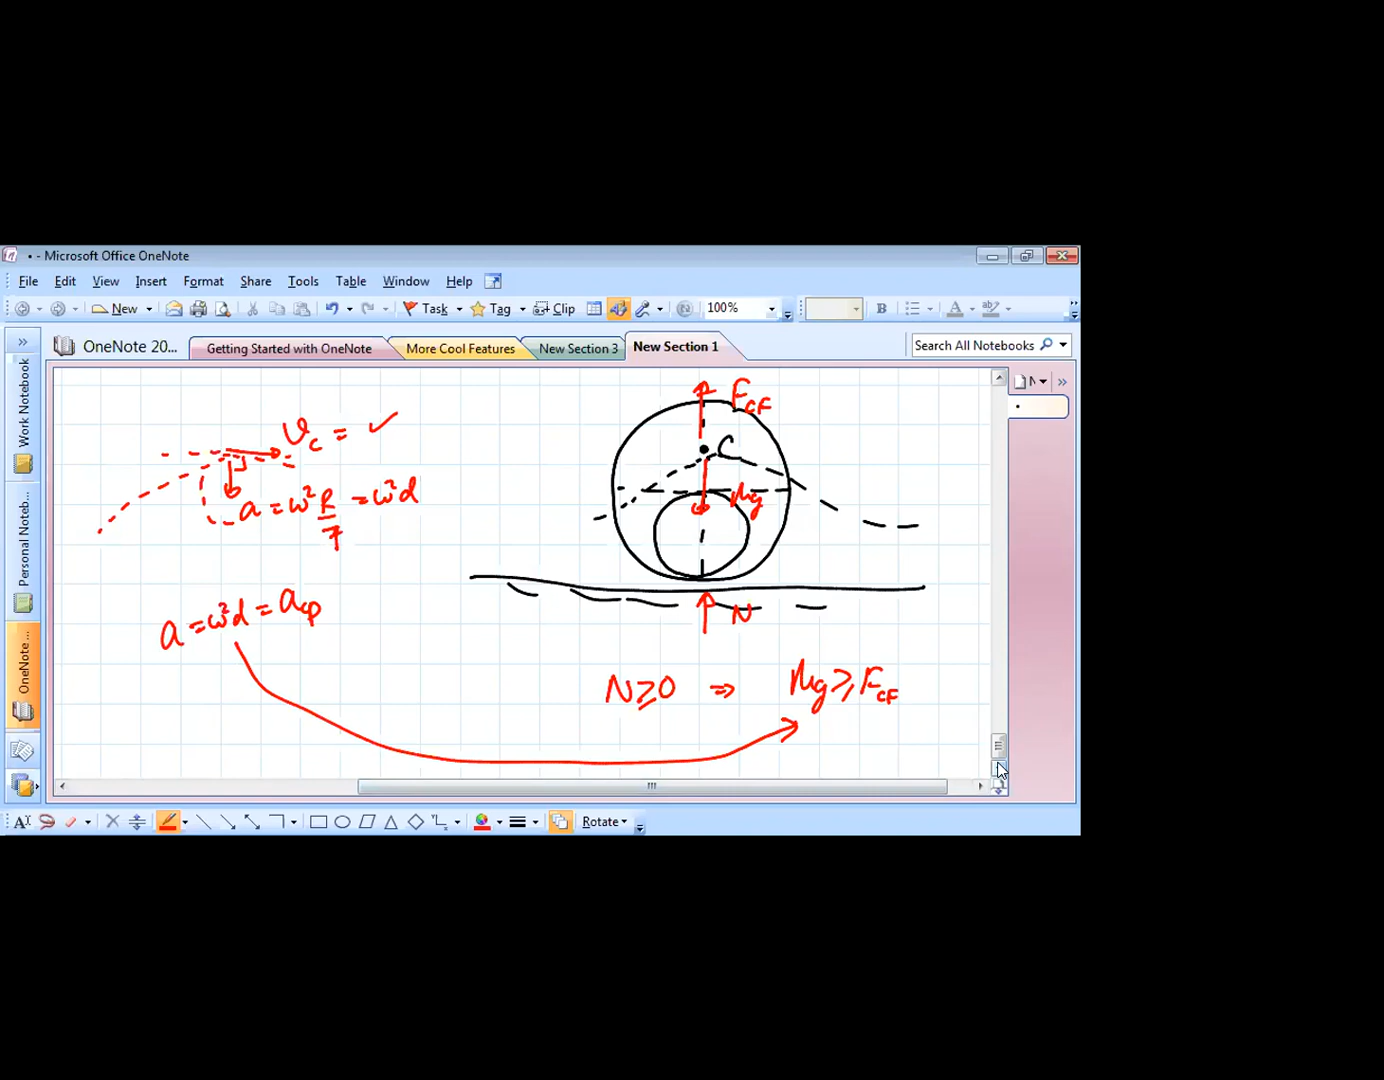 • - Microsoft Office OneNote
File Edit View Insert Format Share Tools Table Window Help
New Task Tag Clip 100% B A ab
OneNote 20... Getting Started with OneNote More Cool Features New Section 3 New Section 1 Search All Notebooks
Work Notebook
Personal Noteb...
OneNote ...
F_CF
v_c = ✓
C
a = ω² R/7 = ω²d
Mg
a = ω²d = a_cp
N
N ≥ 0 ⇒ Mg ≥ F_CF
A Rotate